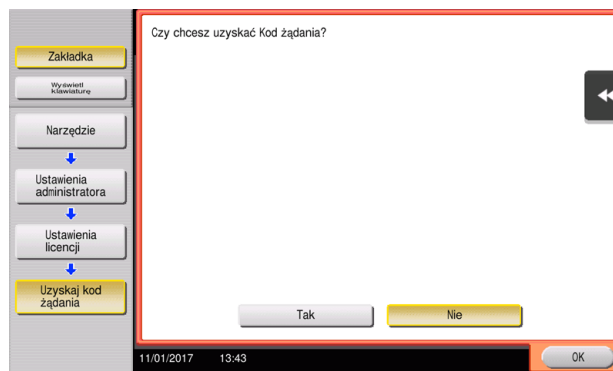 Czy chcesz uzyskać Kod żądania?
Zakładka
Wyświetl
klawiaturę
Narzędzie
Ustawienia
administratora
Ustawienia
licencji
Uzyskaj kod
żądania
Tak
Nie
11/01/2017 13:43
OK